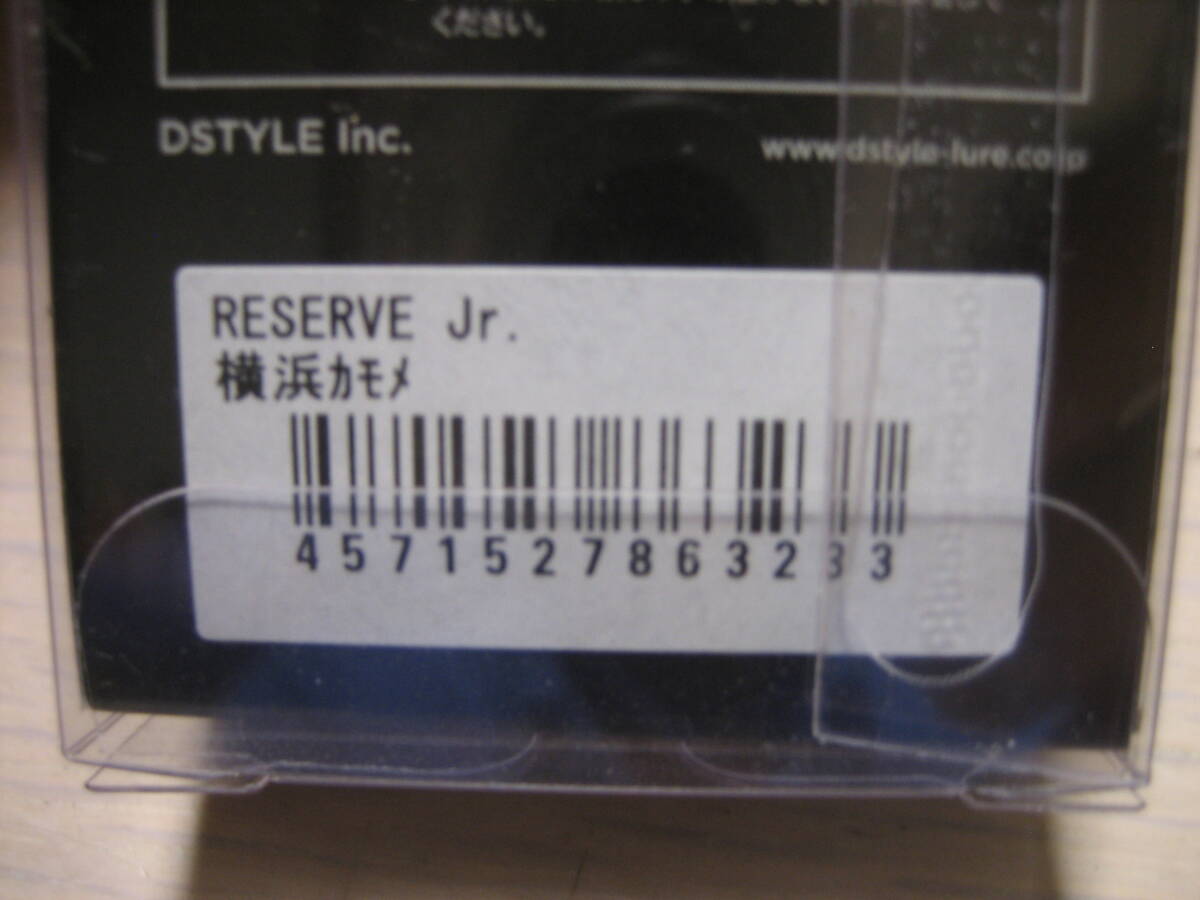 ください。
DSTYLE Inc.
www.dstyle-lure.co.jp
RESERVE Jr.
横浜ｶﾓﾒ
4571527863233